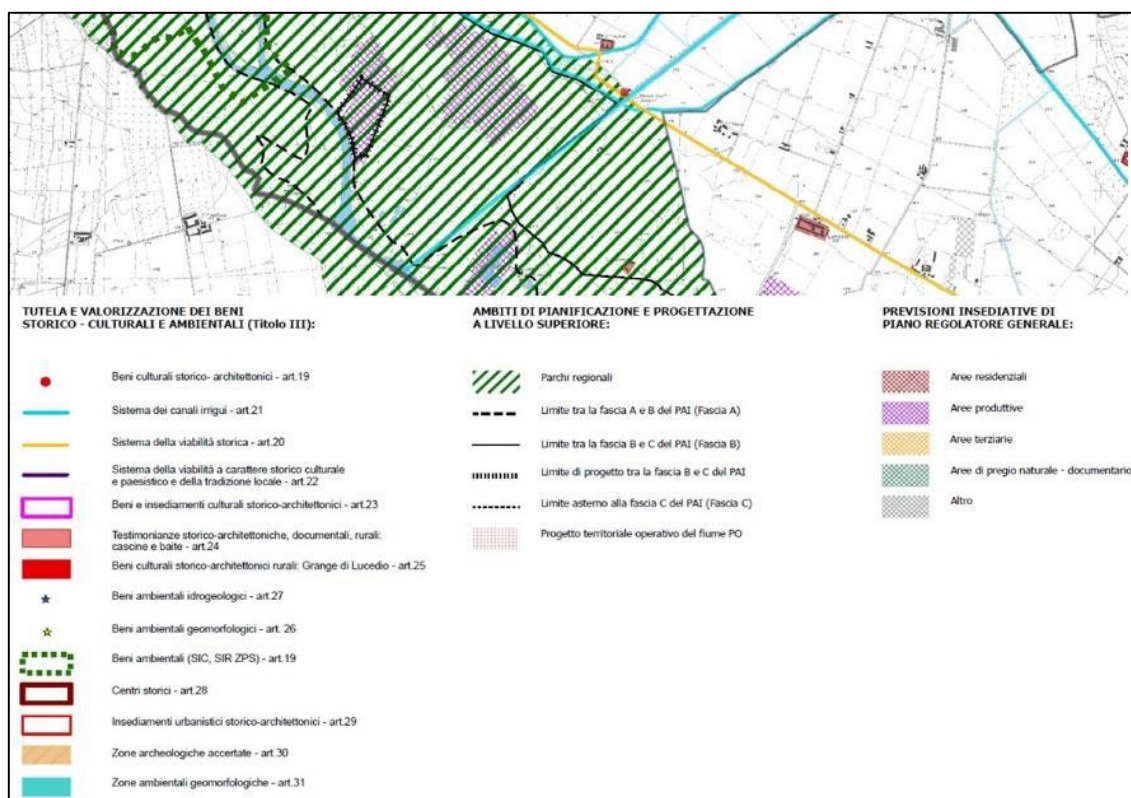 CENTAURI
TUTELA E VALORIZZAZIONE DEI BENI
STORICO - CULTURALI E AMBIENTALI (Titolo III):
Beni culturali storico- architettonici - art.19
Sistema dei canali irrigui - art.21
Sistema della viabilità storica - art.20
Sistema della viabilità a carattere storico culturale
e paesistico e della tradizione locale - art.22
Beni e insediamenti culturali storico-architettonici - art.23
Testimonianze storico-architettoniche, documentali, rurali:
cascine e baite - art.24
Beni culturali storico-architettonici rurali: Grange di Lucedio - art.25
Beni ambientali idrogeologici - art.27
Beni ambientali geomorfologici - art. 26
Beni ambientali (SIC, SIR ZPS) - art.19
Centri storici - art.28
Insediamenti urbanistici storico-architettonici - art.29
Zone archeologiche accertate - art.30
Zone ambientali geomorfologiche - art.31
AMBITI DI PIANIFICAZIONE E PROGETTAZIONE
A LIVELLO SUPERIORE:
Parchi regionali
Limite tra la fascia A e B del PAI (Fascia A)
Limite tra la fascia B e C del PAI (Fascia B)
Limite di progetto tra la fascia B e C del PAI
Limite asterno alla fascia C del PAI (Fascia C)
Progetto territoriale operativo del fiume PO
PREVISIONI INSEDIATIVE DI
PIANO REGOLATORE GENERALE:
Aree residenziali
Aree produttive
Aree terziarie
Aree di pregio naturale - documentario
Altro